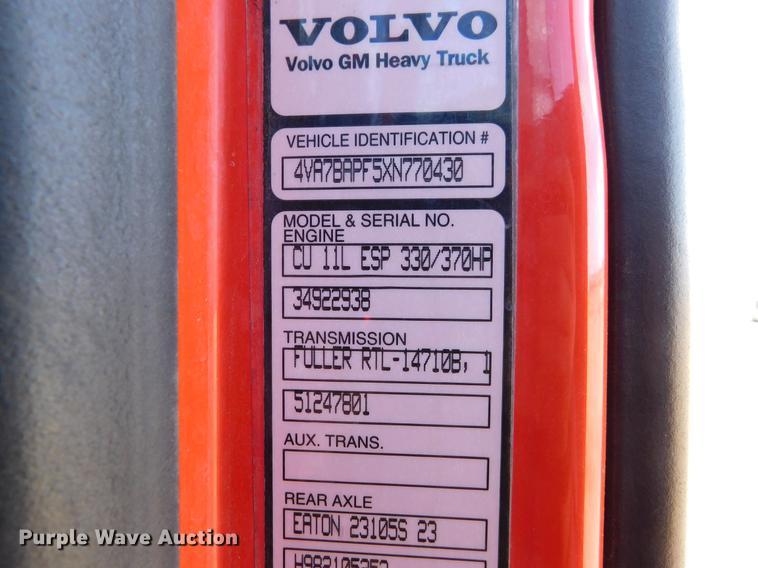 VOLVO
Volvo GM Heavy Truck
VEHICLE IDENTIFICATION #
4VA7BAPF5XN770430
MODEL & SERIAL NO.
ENGINE
CU 11L ESP 330/370HP
34922938
TRANSMISSION
FULLER RTL-14710B, 1
51247801
AUX. TRANS.
REAR AXLE
EATON 23105S 23
Purple Wave Auction